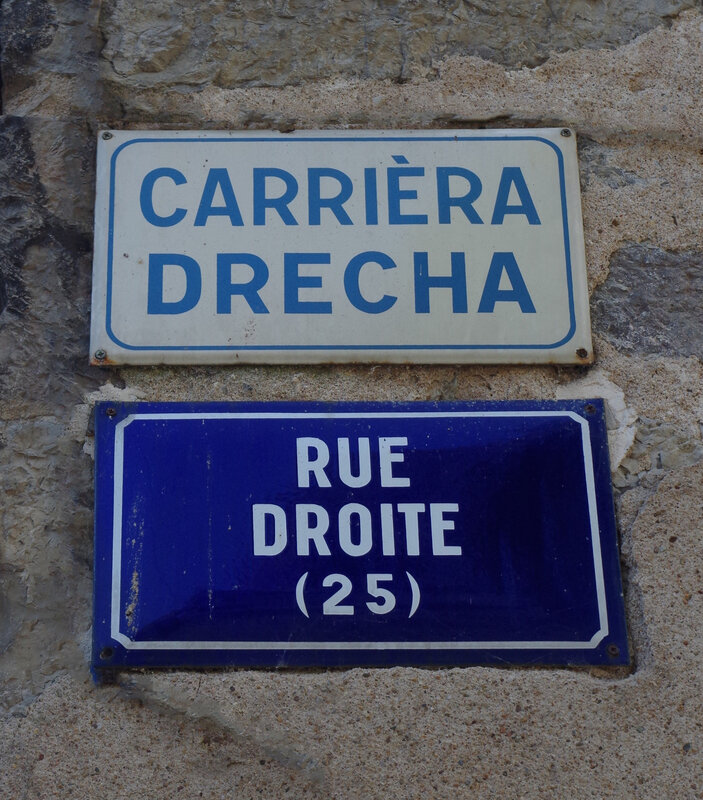 CARRIÈRA
DRECHA
RUE
DROITE
(25)